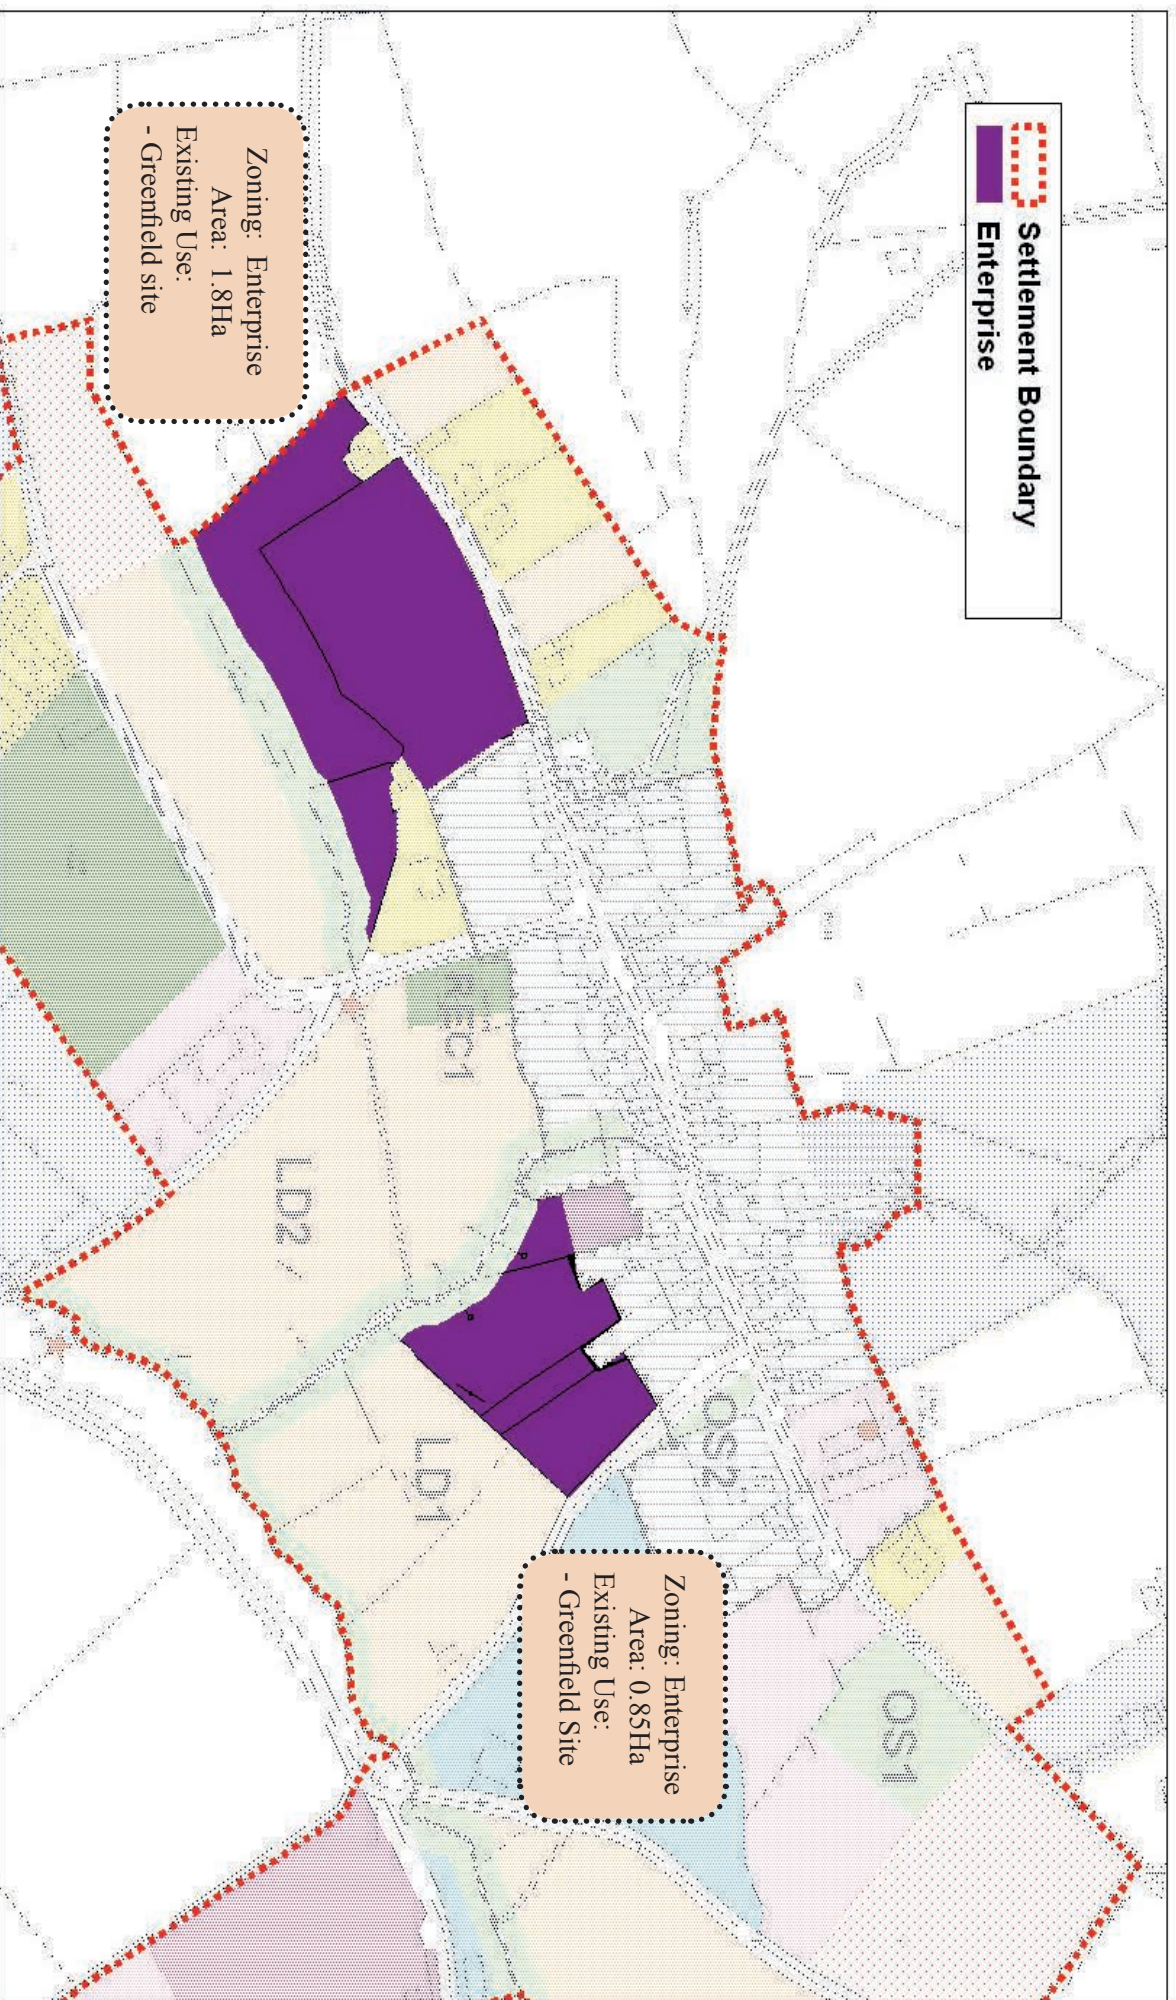 Settlement Boundary
Enterprise
Zoning: Enterprise
Area: 1.8Ha
Existing Use:
- Greenfield site
REC1
LD2
LD1
OS2
OS1
Zoning: Enterprise
Area: 0.85Ha
Existing Use:
- Greenfield Site